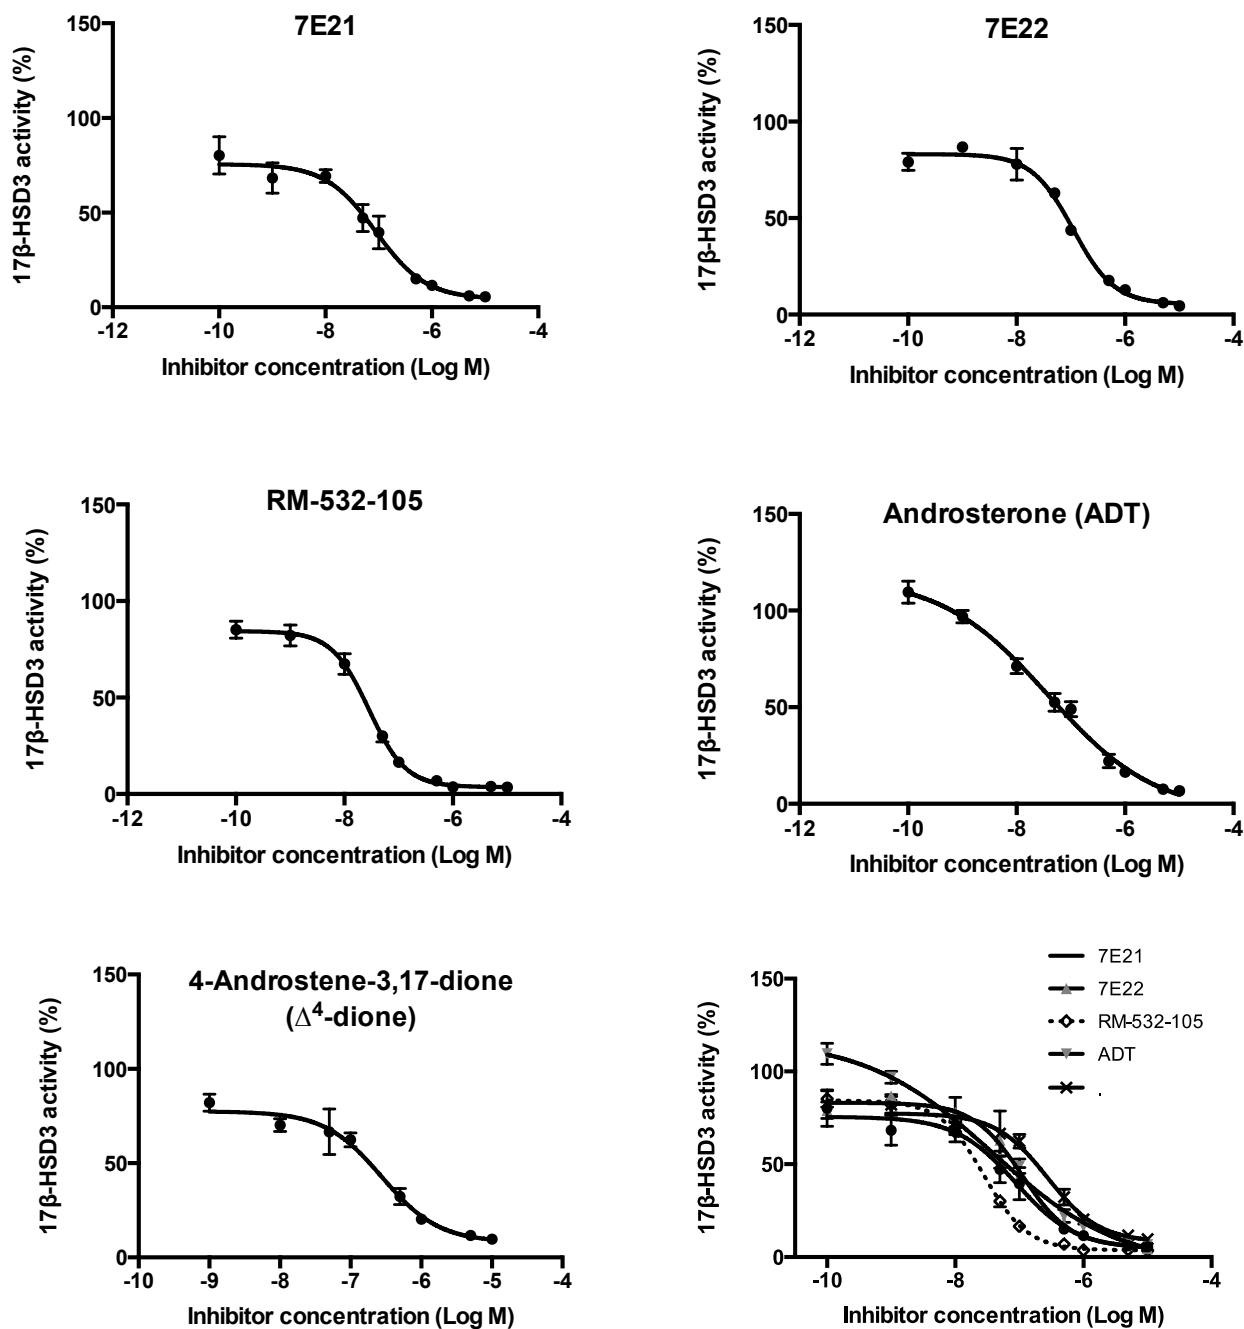 7E21
17β-HSD3 activity (%)
150
100
50
0
-12 -10 -8 -6 -4
Inhibitor concentration (Log M)
7E22
17β-HSD3 activity (%)
150
100
50
0
-12 -10 -8 -6 -4
Inhibitor concentration (Log M)
RM-532-105
17β-HSD3 activity (%)
150
100
50
0
-12 -10 -8 -6 -4
Inhibitor concentration (Log M)
Androsterone (ADT)
17β-HSD3 activity (%)
150
100
50
0
-12 -10 -8 -6 -4
Inhibitor concentration (Log M)
4-Androstene-3,17-dione
(Δ⁴-dione)
17β-HSD3 activity (%)
150
100
50
0
-10 -9 -8 -7 -6 -5 -4
Inhibitor concentration (Log M)
7E21
7E22
RM-532-105
ADT
.
17β-HSD3 activity (%)
150
100
50
0
-10 -8 -6 -4
Inhibitor concentration (Log M)